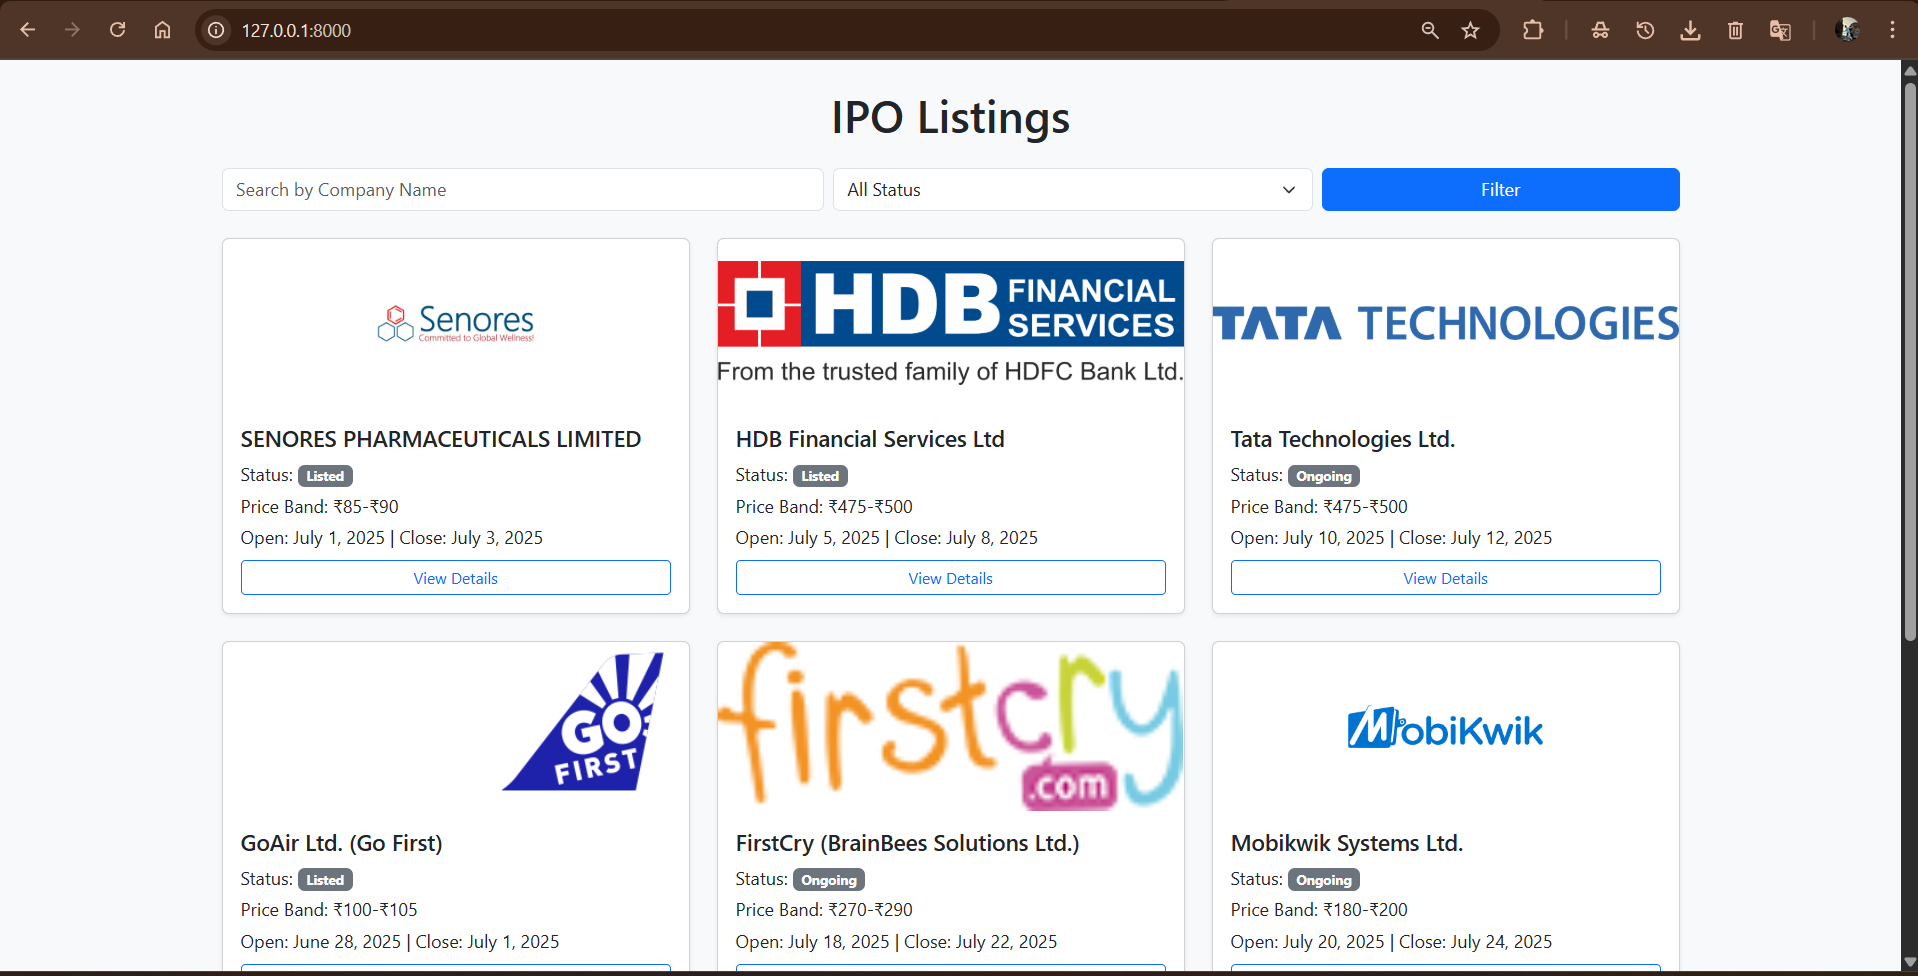 127.0.0.1:8000
IPO Listings
Search by Company Name
All Status
Filter
Senores
Committed to Global Wellness!
SENORES PHARMACEUTICALS LIMITED
Status: Listed
Price Band: ₹85-₹90
Open: July 1, 2025 | Close: July 3, 2025
View Details
HDB FINANCIAL SERVICES
From the trusted family of HDFC Bank Ltd.
HDB Financial Services Ltd
Status: Listed
Price Band: ₹475-₹500
Open: July 5, 2025 | Close: July 8, 2025
View Details
TATA TECHNOLOGIES
Tata Technologies Ltd.
Status: Ongoing
Price Band: ₹475-₹500
Open: July 10, 2025 | Close: July 12, 2025
View Details
GO FIRST
GoAir Ltd. (Go First)
Status: Listed
Price Band: ₹100-₹105
Open: June 28, 2025 | Close: July 1, 2025
firstcry
.com
FirstCry (BrainBees Solutions Ltd.)
Status: Ongoing
Price Band: ₹270-₹290
Open: July 18, 2025 | Close: July 22, 2025
MobiKwik
Mobikwik Systems Ltd.
Status: Ongoing
Price Band: ₹180-₹200
Open: July 20, 2025 | Close: July 24, 2025